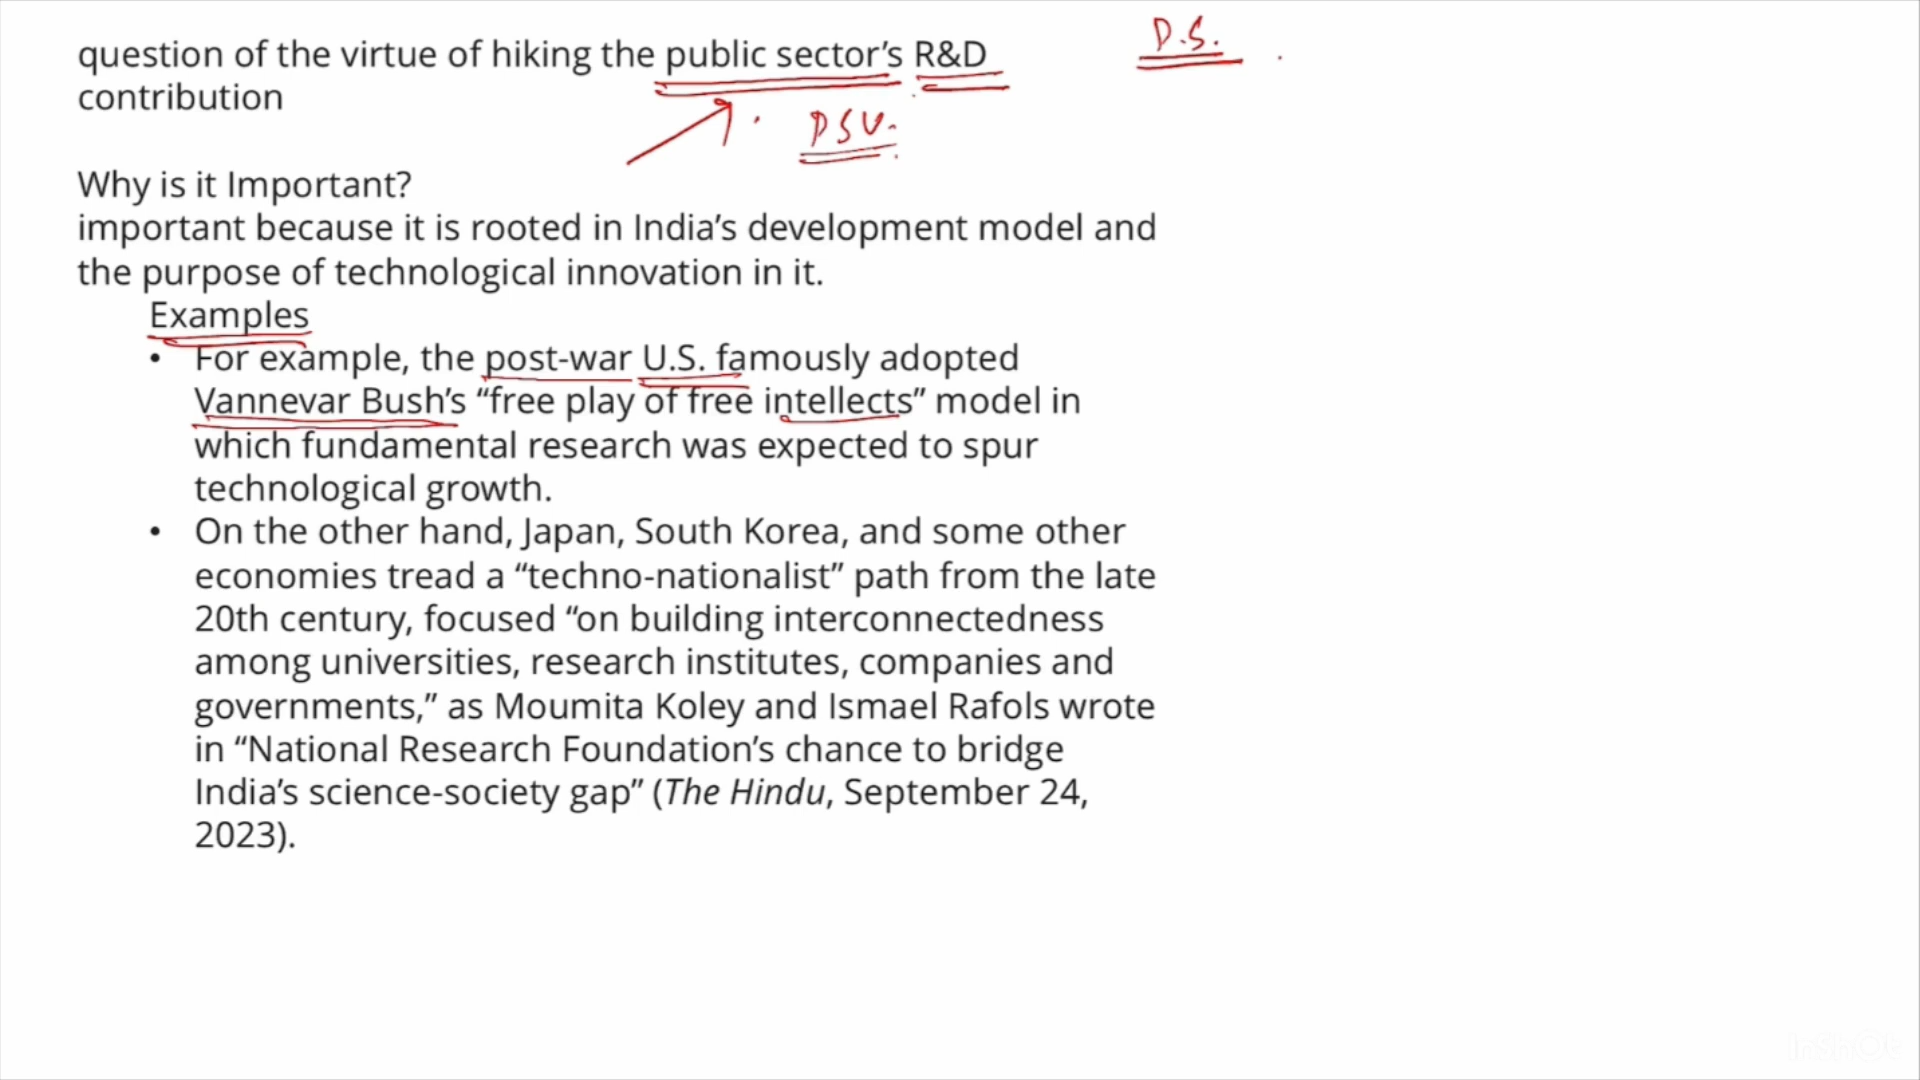 question of the virtue of hiking the public sector’s R&D
P.S.
contribution
PSU.
Why is it Important?
important because it is rooted in India’s development model and
the purpose of technological innovation in it.
Examples
• For example, the post-war U.S. famously adopted
Vannevar Bush’s “free play of free intellects” model in
which fundamental research was expected to spur
technological growth.
• On the other hand, Japan, South Korea, and some other
economies tread a “techno-nationalist” path from the late
20th century, focused “on building interconnectedness
among universities, research institutes, companies and
governments,” as Moumita Koley and Ismael Rafols wrote
in “National Research Foundation’s chance to bridge
India’s science-society gap” (The Hindu, September 24,
2023).
InShOt